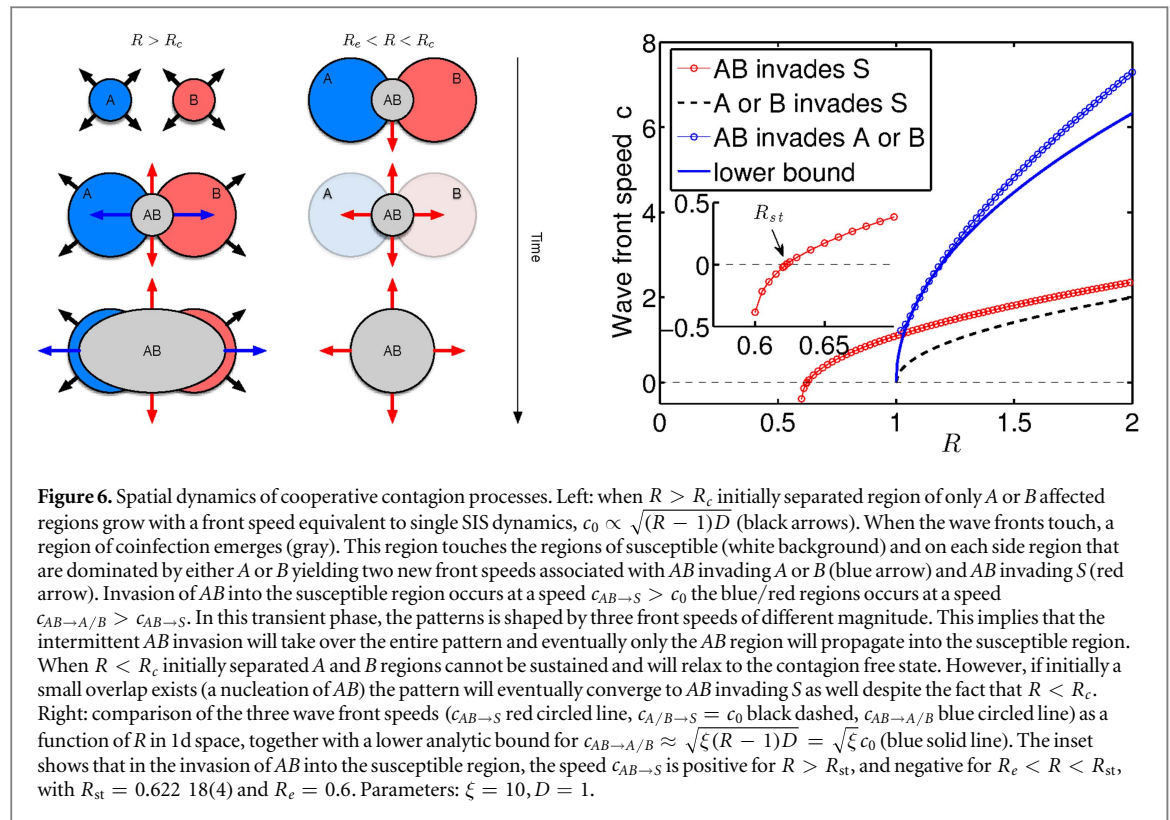 R > R_c
R_e < R < R_c
A
B
A
B
AB
A
B
AB
A
B
AB
AB
AB
Time
8
6
4
2
0
Wave front speed c
AB invades S
A or B invades S
AB invades A or B
lower bound
0.5
0
−0.5
R_{st}
0.6
0.65
0
0.5
1
1.5
2
R
Figure 6. Spatial dynamics of cooperative contagion processes. Left: when R > R_c initially separated region of only A or B affected
regions grow with a front speed equivalent to single SIS dynamics, c_0 ∝ √((R − 1)D) (black arrows). When the wave fronts touch, a
region of coinfection emerges (gray). This region touches the regions of susceptible (white background) and on each side region that
are dominated by either A or B yielding two new front speeds associated with AB invading A or B (blue arrow) and AB invading S (red
arrow). Invasion of AB into the susceptible region occurs at a speed c_{AB→S} > c_0 the blue/red regions occurs at a speed
c_{AB→A/B} > c_{AB→S}. In this transient phase, the patterns is shaped by three front speeds of different magnitude. This implies that the
intermittent AB invasion will take over the entire pattern and eventually only the AB region will propagate into the susceptible region.
When R < R_c initially separated A and B regions cannot be sustained and will relax to the contagion free state. However, if initially a
small overlap exists (a nucleation of AB) the pattern will eventually converge to AB invading S as well despite the fact that R < R_c.
Right: comparison of the three wave front speeds (c_{AB→S} red circled line, c_{A/B→S} = c_0 black dashed, c_{AB→A/B} blue circled line) as a
function of R in 1d space, together with a lower analytic bound for c_{AB→A/B} ≈ √(ξ(R − 1)D) = √ξ c_0 (blue solid line). The inset
shows that in the invasion of AB into the susceptible region, the speed c_{AB→S} is positive for R > R_{st}, and negative for R_e < R < R_{st},
with R_{st} = 0.622 18(4) and R_e = 0.6. Parameters: ξ = 10, D = 1.